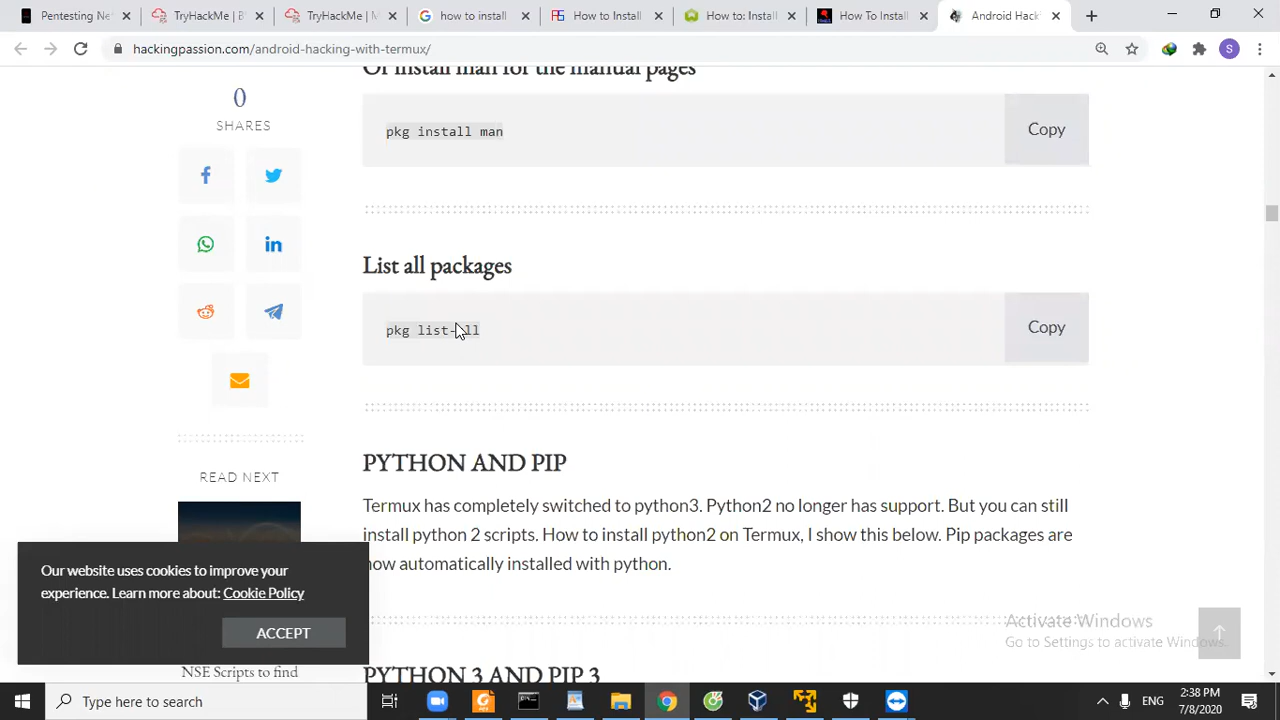 Pentesting Ne
TryHackMe | B
TryHackMe |
how to install
How to Install
How to: Install
How To Install
Android Hack
hackingpassion.com/android-hacking-with-termux/
S
Or install man for the manual pages
0
SHARES
pkg install man
Copy
List all packages
pkg list-all
Copy
PYTHON AND PIP
READ NEXT
Termux has completely switched to python3. Python2 no longer has support. But you can still
install python 2 scripts. How to install python2 on Termux, I show this below. Pip packages are
now automatically installed with python.
Our website uses cookies to improve your
experience. Learn more about: Cookie Policy
ACCEPT
Activate Windows
Go to Settings to activate Windows.
NSE Scripts to find
PYTHON 3 AND PIP 3
Type here to search
ENG
2:38 PM
7/8/2020